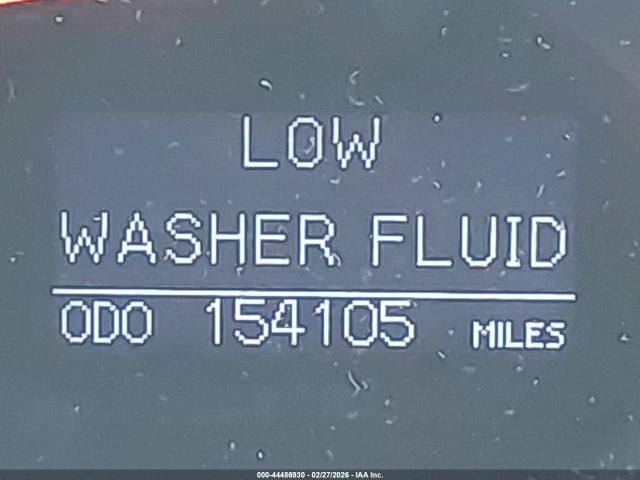 LOW
WASHER FLUID
ODO 154105 MILES
000-44486930 - 02/27/2026 - IAA Inc.